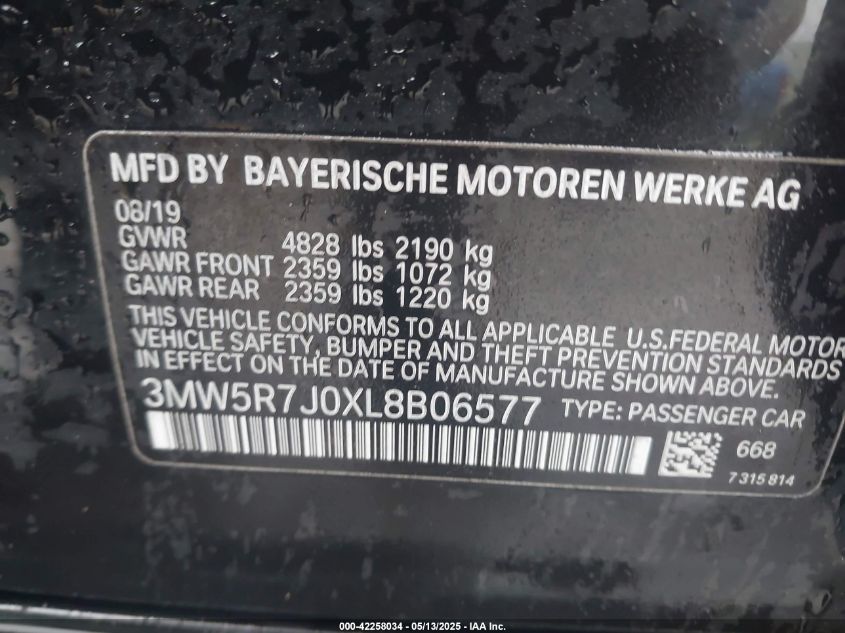 MFD BY BAYERISCHE MOTOREN WERKE AG
08/19
GVWR 4828 lbs 2190 kg
GAWR FRONT 2359 lbs 1072 kg
GAWR REAR 2359 lbs 1220 kg
THIS VEHICLE CONFORMS TO ALL APPLICABLE U.S.FEDERAL MOTOR
VEHICLE SAFETY, BUMPER AND THEFT PREVENTION STANDARDS
IN EFFECT ON THE DATE OF MANUFACTURE SHOWN ABOVE.
3MW5R7J0XL8B06577 TYPE: PASSENGER CAR
668
7315814
000-42258034 - 05/13/2025 - IAA Inc.